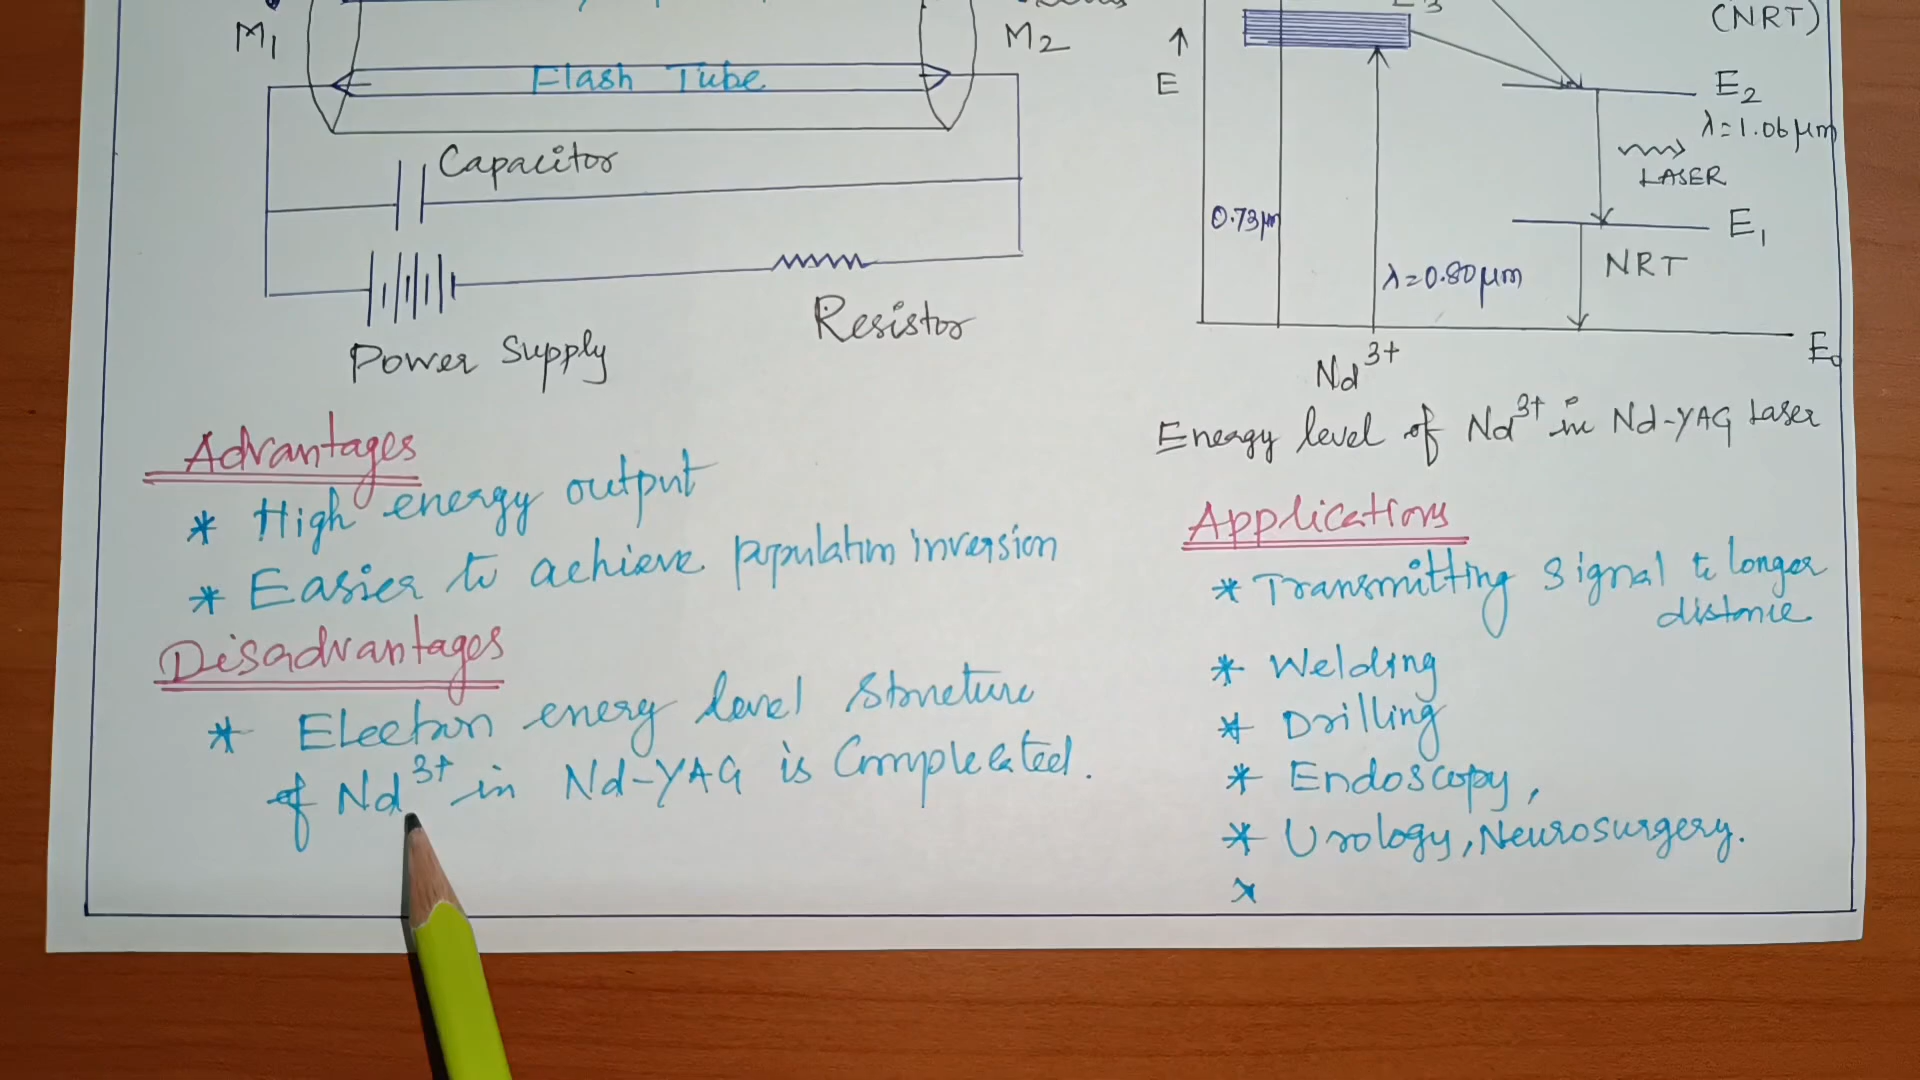 M1
M2
Flash Tube
Capacitor
Power Supply
Resistor
(NRT)
E3
↑
E
E2
λ=1.06μm
LASER
0.73μm
λ=0.80μm
E1
NRT
E0
Nd3+
Energy level of Nd3+ in Nd-YAG Laser
Advantages
* High energy output
* Easier to achieve population inversion
Disadvantages
* Electron energy level structure
of Nd3+ in Nd-YAG is Compleated.
Applications
* Transmitting signal to longer
distance
* Welding
* Drilling
* Endoscopy,
* Urology, Neurosurgery.
*